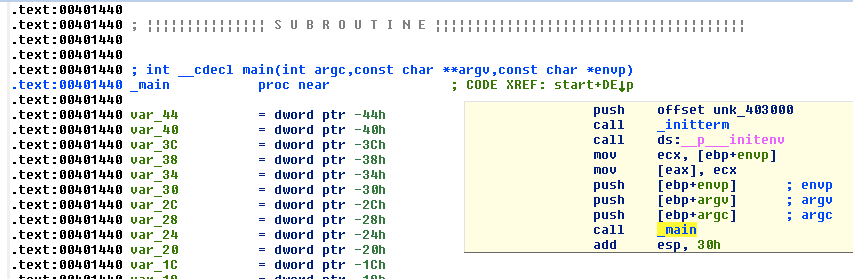 .text:00401440
.text:00401440 ; ¦¦¦¦¦¦¦¦¦¦¦¦¦¦¦ S U B R O U T I N E ¦¦¦¦¦¦¦¦¦¦¦¦¦¦¦¦¦¦¦¦¦¦¦¦¦¦¦¦¦¦¦¦¦¦¦¦¦¦¦
.text:00401440
.text:00401440
.text:00401440 ; int __cdecl main(int argc,const char **argv,const char *envp)
.text:00401440 _main proc near ; CODE XREF: start+DE↓p
.text:00401440
.text:00401440 var_44 = dword ptr -44h
.text:00401440 var_40 = dword ptr -40h
.text:00401440 var_3C = dword ptr -3Ch
.text:00401440 var_38 = dword ptr -38h
.text:00401440 var_34 = dword ptr -34h
.text:00401440 var_30 = dword ptr -30h
.text:00401440 var_2C = dword ptr -2Ch
.text:00401440 var_28 = dword ptr -28h
.text:00401440 var_24 = dword ptr -24h
.text:00401440 var_20 = dword ptr -20h
.text:00401440 var_1C = dword ptr -1Ch
push offset unk_403000
call _initterm
call ds:__p___initenv
mov ecx, [ebp+envp]
mov [eax], ecx
push [ebp+envp] ; envp
push [ebp+argv] ; argv
push [ebp+argc] ; argc
call _main
add esp, 30h